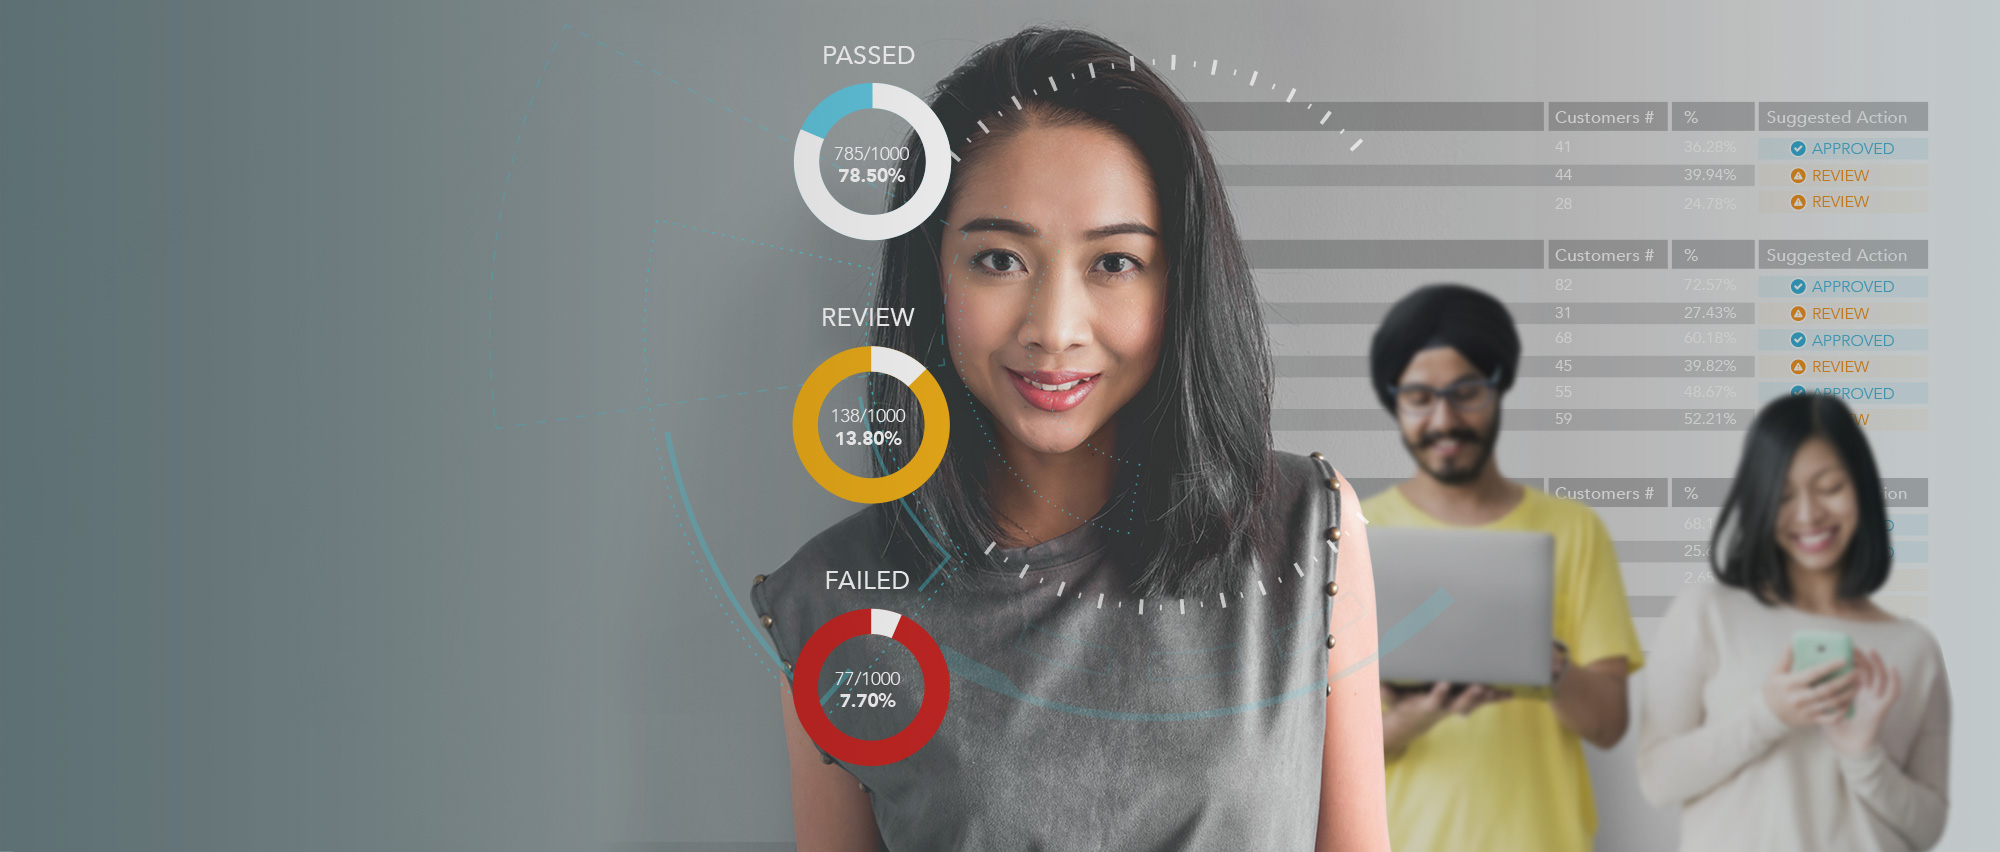 PASSED
785/1000
78.50%
REVIEW
138/1000
13.80%
FAILED
77/1000
7.70%
Customers # % Suggested Action
41 36.28% APPROVED
44 39.94% REVIEW
28 24.78% REVIEW
Customers # % Suggested Action
82 72.57% APPROVED
31 27.43% REVIEW
68 60.18% APPROVED
45 39.82% REVIEW
55 48.67% APPROVED
59 52.21%
Customers # %